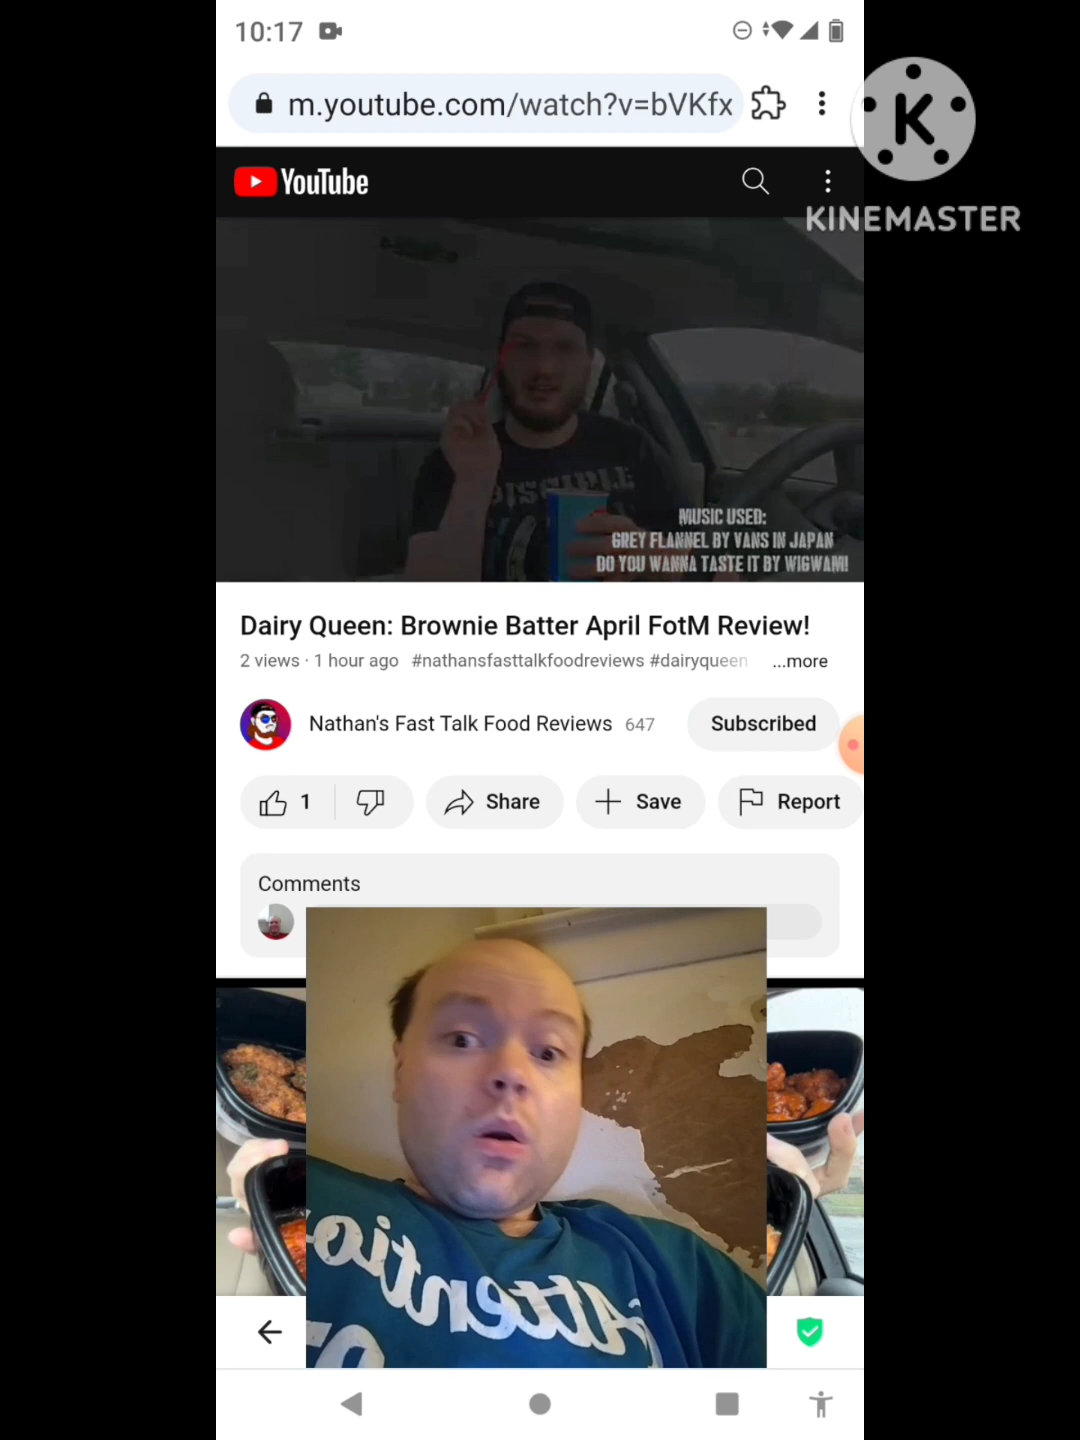 10:17
m.youtube.com/watch?v=bVKfx
K
KINEMASTER
YouTube
DISCIPLE
MUSIC USED:
GREY FLANNEL BY VANS IN JAPAN
DO YOU WANNA TASTE IT BY WIGWAM!
Dairy Queen: Brownie Batter April FotM Review!
2 views · 1 hour ago #nathansfasttalkfoodreviews #dairyqueen ...more
Nathan's Fast Talk Food Reviews 647 Subscribed
1 Share Save Report
Comments
Attentio